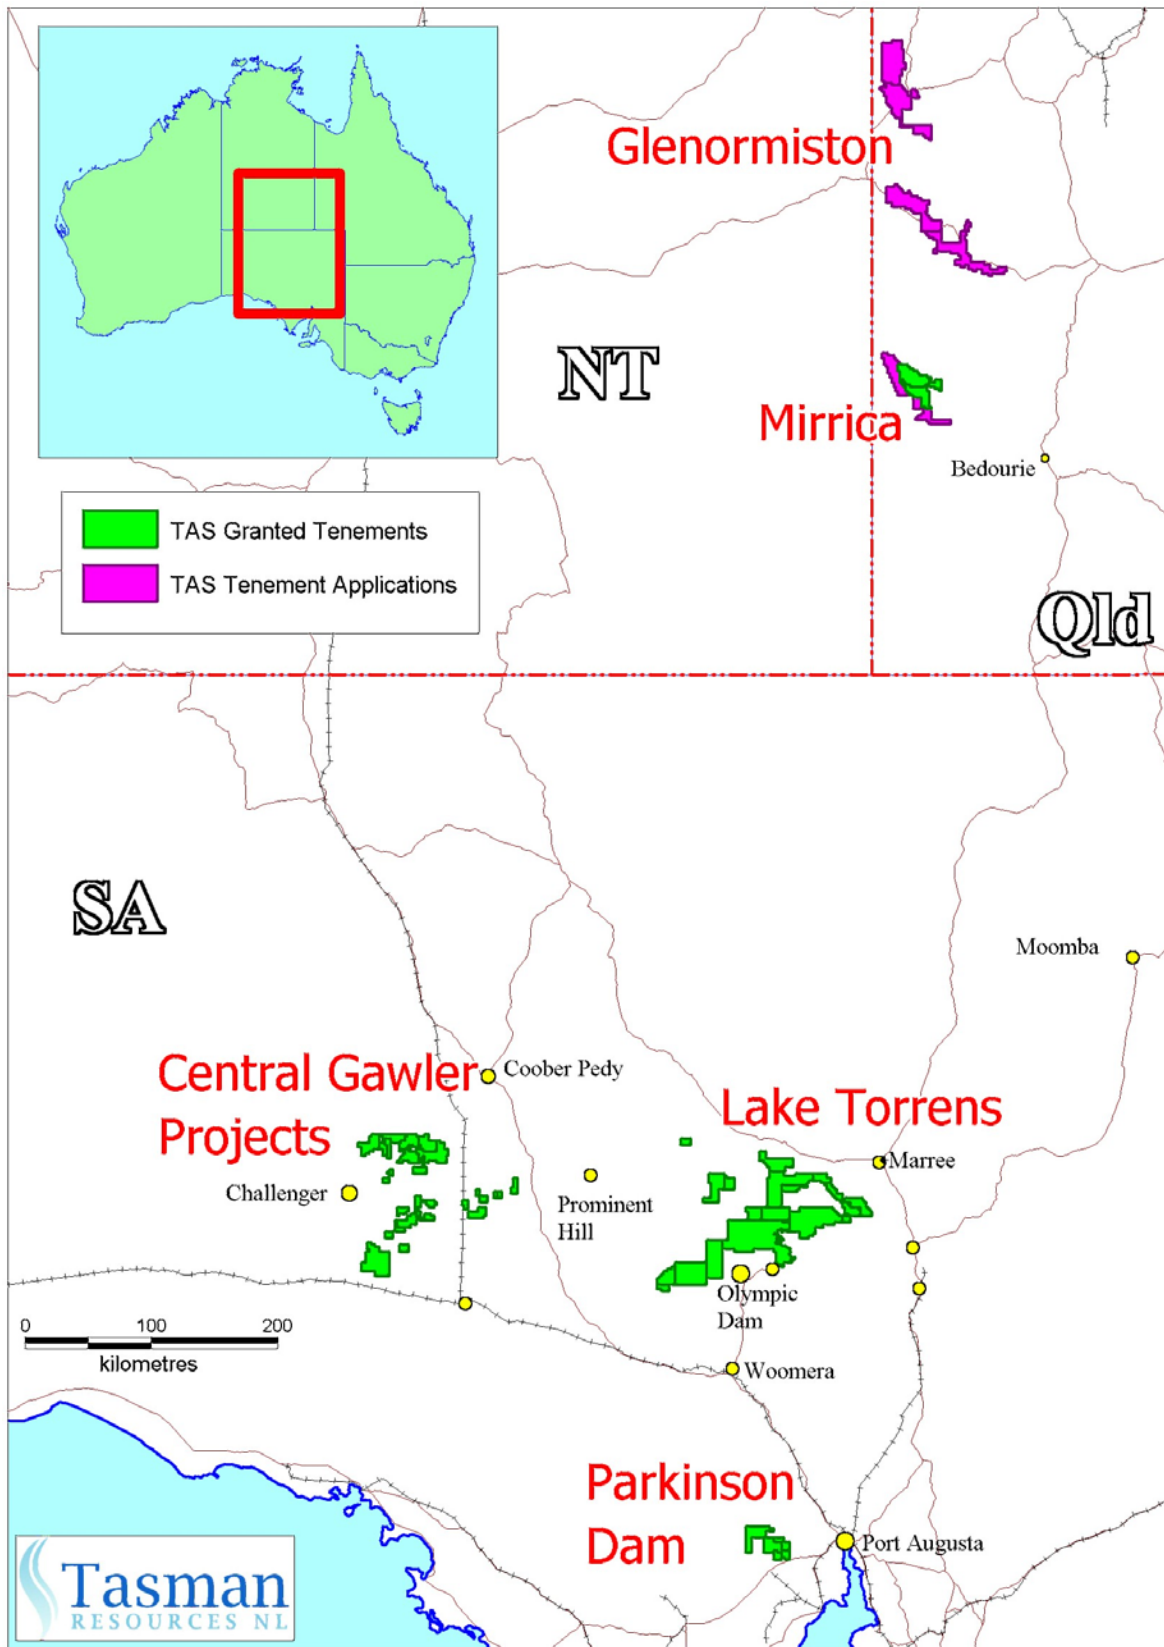 Glenormiston
NT
Mirrica
Bedourie
TAS Granted Tenements
TAS Tenement Applications
Qld
SA
Moomba
Central Gawler
Projects
Coober Pedy
Lake Torrens
Challenger
Prominent
Hill
Marree
Olympic
Dam
0 100 200
kilometres
Woomera
Parkinson
Dam
Port Augusta
Tasman
RESOURCES NL